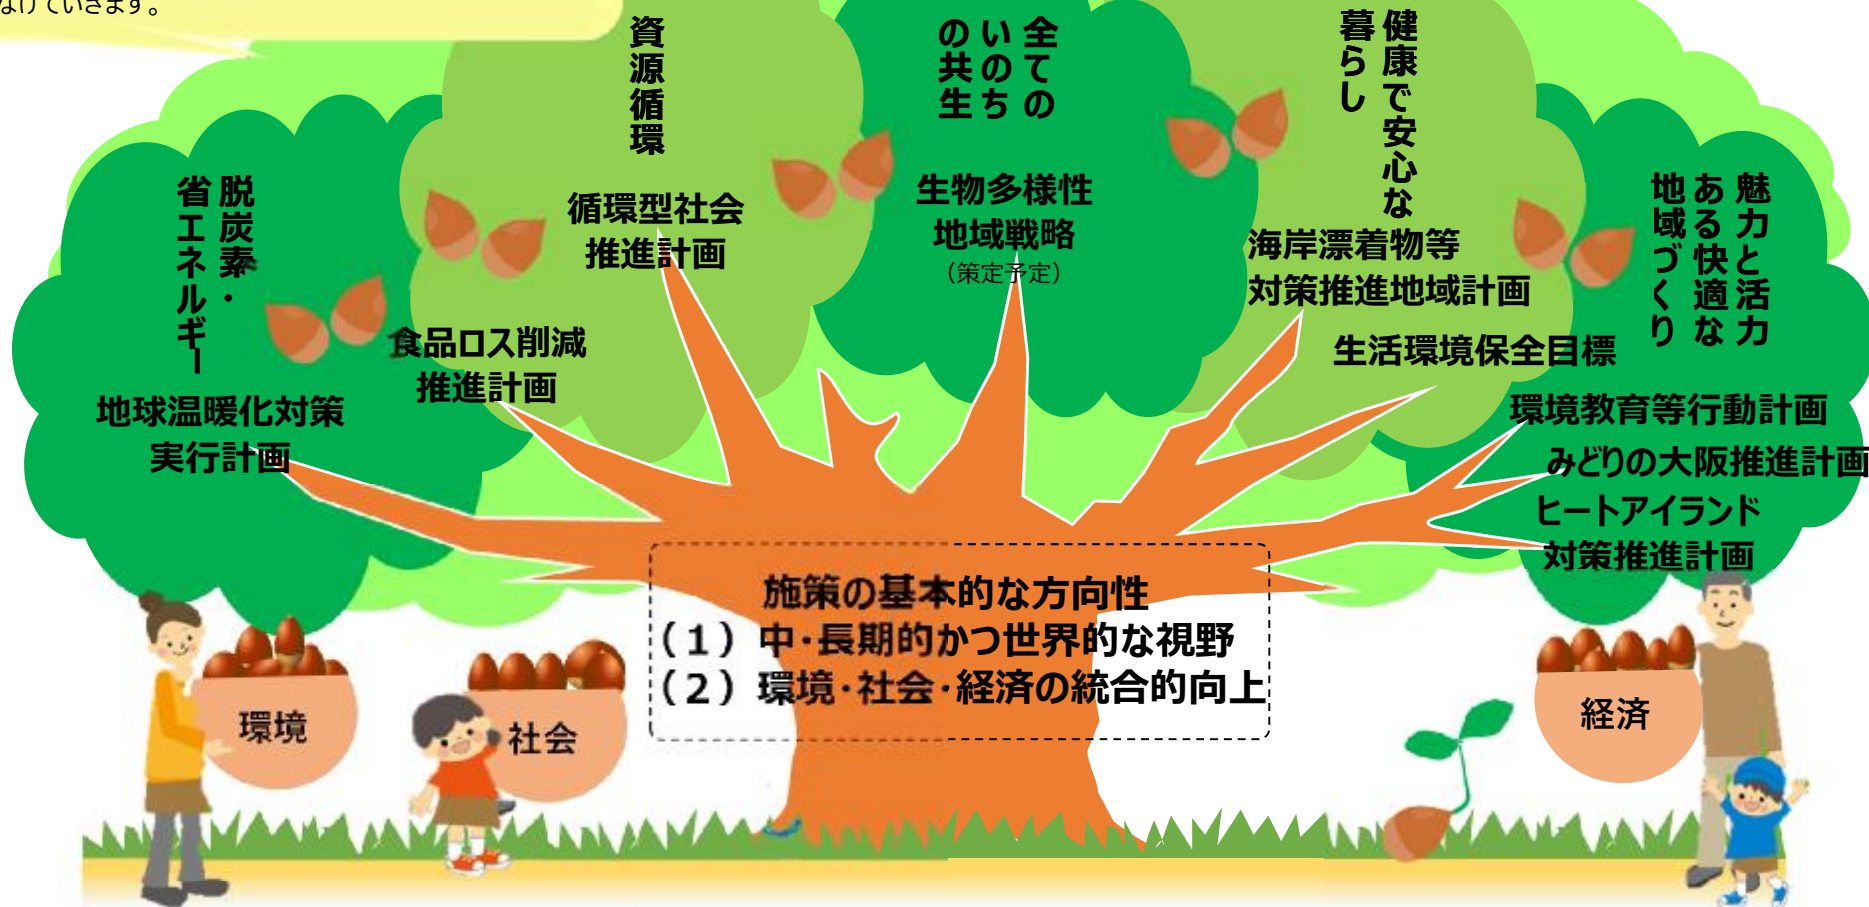 なげていきます。
脱炭素・
省エネルギー
地球温暖化対策
実行計画
資源循環
循環型社会
推進計画
食品ロス削減
推進計画
全ての
いのち
の共生
生物多様性
地域戦略
（策定予定）
健康で安心な
暮らし
海岸漂着物等
対策推進地域計画
生活環境保全目標
魅力と活力
ある快適な
地域づくり
環境教育等行動計画
みどりの大阪推進計画
ヒートアイランド
対策推進計画
施策の基本的な方向性
（１）中・長期的かつ世界的な視野
（２）環境・社会・経済の統合的向上
環境
社会
経済